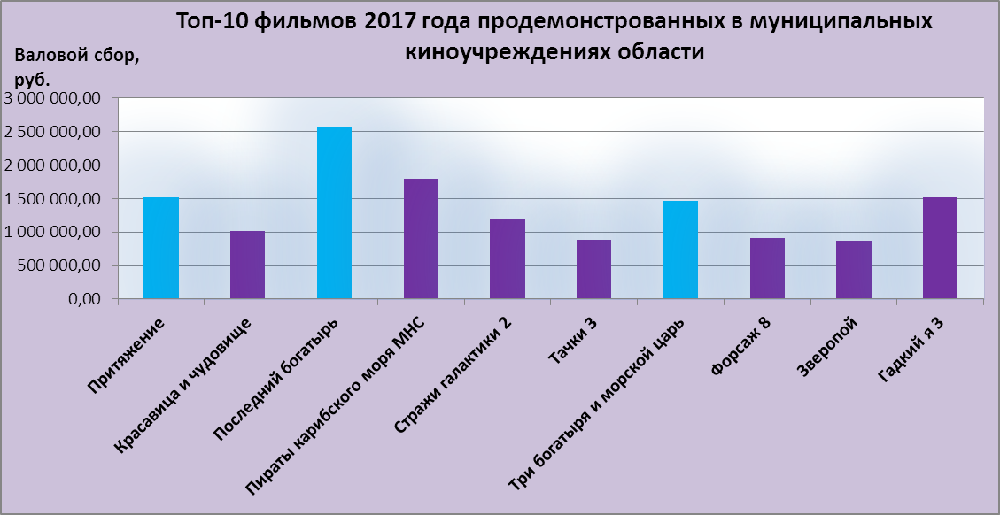 Топ-10 фильмов 2017 года продемонстрированных в муниципальных
киноучреждениях области
Валовой сбор,
руб.
3 000 000,00
2 500 000,00
2 000 000,00
1 500 000,00
1 000 000,00
500 000,00
0,00
Притяжение
Красавица и чудовище
Последний богатырь
Пираты карибского моря МНС
Стражи галактики 2
Тачки 3
Три богатыря и морской царь
Форсаж 8
Зверопой
Гадкий я 3